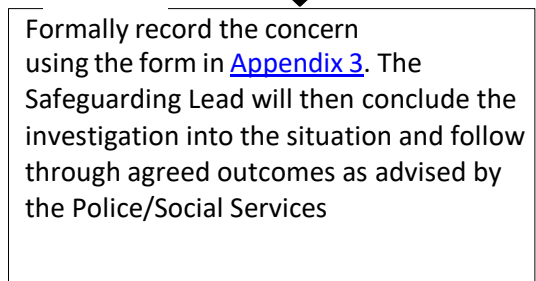 Formally record the concern
using the form in Appendix 3. The
Safeguarding Lead will then conclude the
investigation into the situation and follow
through agreed outcomes as advised by
the Police/Social Services